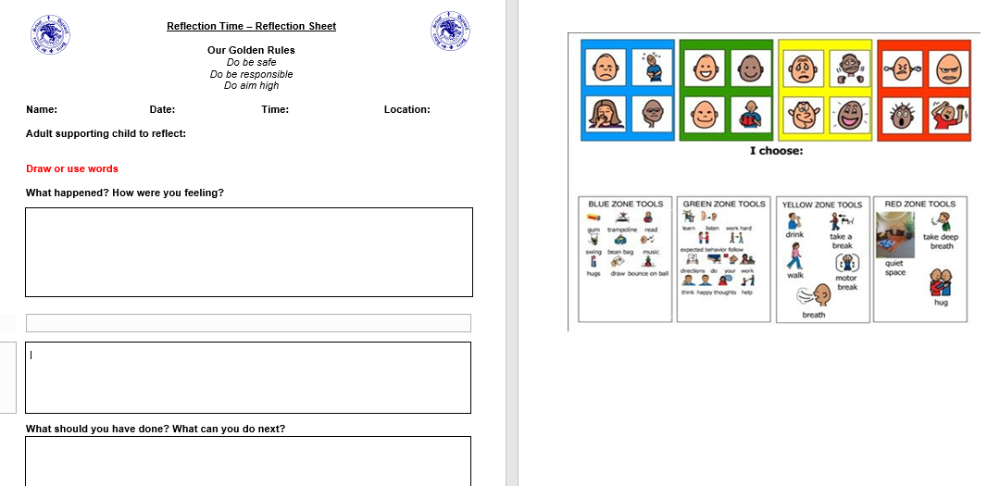 Reflection Time – Reflection Sheet
Our Golden Rules
Do be safe
Do be responsible
Do aim high
Name: Date: Time: Location:
Adult supporting child to reflect:
Draw or use words
What happened? How were you feeling?
What should you have done? What can you do next?
I choose:
BLUE ZONE TOOLS
gum trampoline read
swing bean bag music
hugs draw bounce on ball
GREEN ZONE TOOLS
learn listen work hard
expected behavior follow
directions do your work
think happy thoughts help
YELLOW ZONE TOOLS
drink take a break
walk motor break
breath
RED ZONE TOOLS
quiet space take deep breath
hug